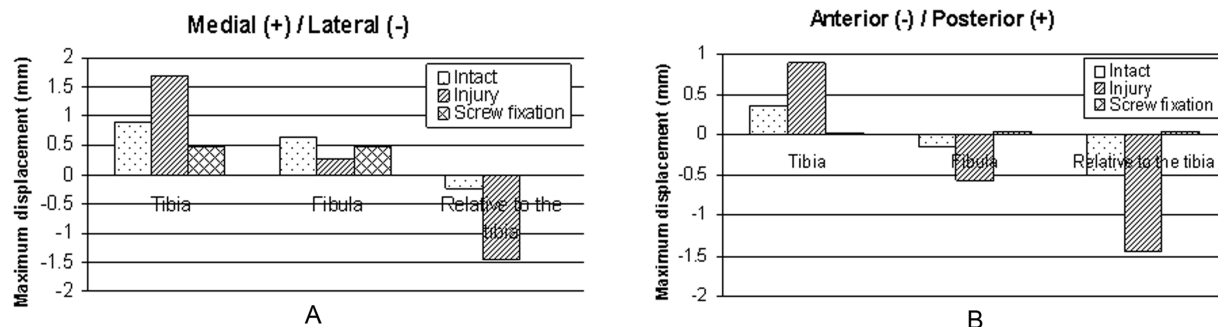 Medial (+) / Lateral (-)
Maximum displacement (mm)
2
1.5
1
0.5
0
-0.5
-1
-1.5
-2
Intact
Injury
Screw fixation
Tibia
Fibula
Relative to the
tibia
A
Anterior (-) / Posterior (+)
Maximum displacement (mm)
1
0.5
0
-0.5
-1
-1.5
-2
Intact
Injury
Screw fixation
Tibia
Fibula
Relative to the tibia
B